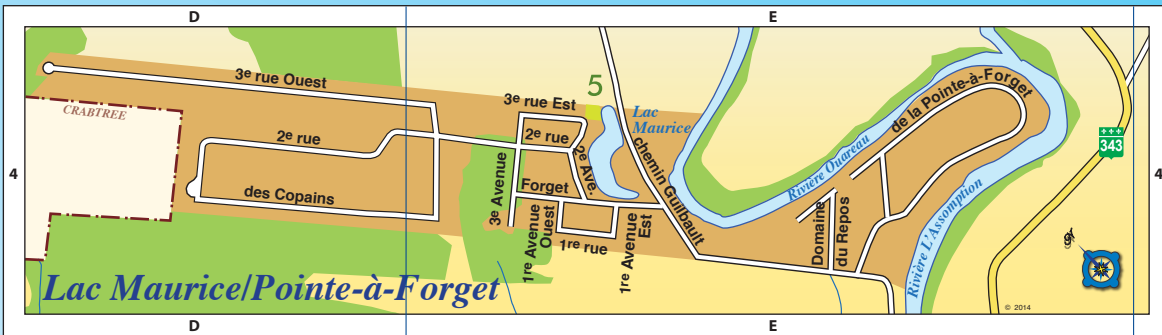 D
E
3e rue Ouest
CRABTREE
2e rue
des Copains
3e rue Est
5
Lac
Maurice
2e rue
2e Ave.
3e Avenue
Forget
chemin Guilbault
1re Avenue
Ouest
1re rue
1re Avenue
Est
de la Pointe-à-Forget
Rivière Ouareau
Rivière L'Assomption
Domaine
du Repos
343
4
4
Lac Maurice/Pointe-à-Forget
© 2014
D
E